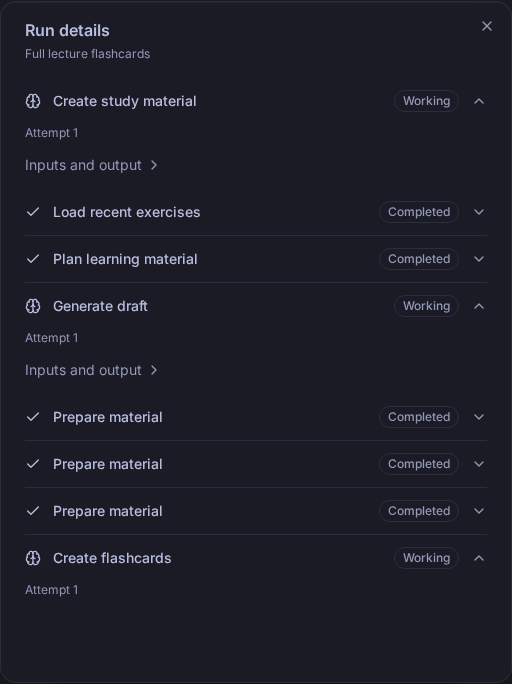 Run details
Full lecture flashcards
Create study material Working
Attempt 1
Inputs and output
Load recent exercises Completed
Plan learning material Completed
Generate draft Working
Attempt 1
Inputs and output
Prepare material Completed
Prepare material Completed
Prepare material Completed
Create flashcards Working
Attempt 1